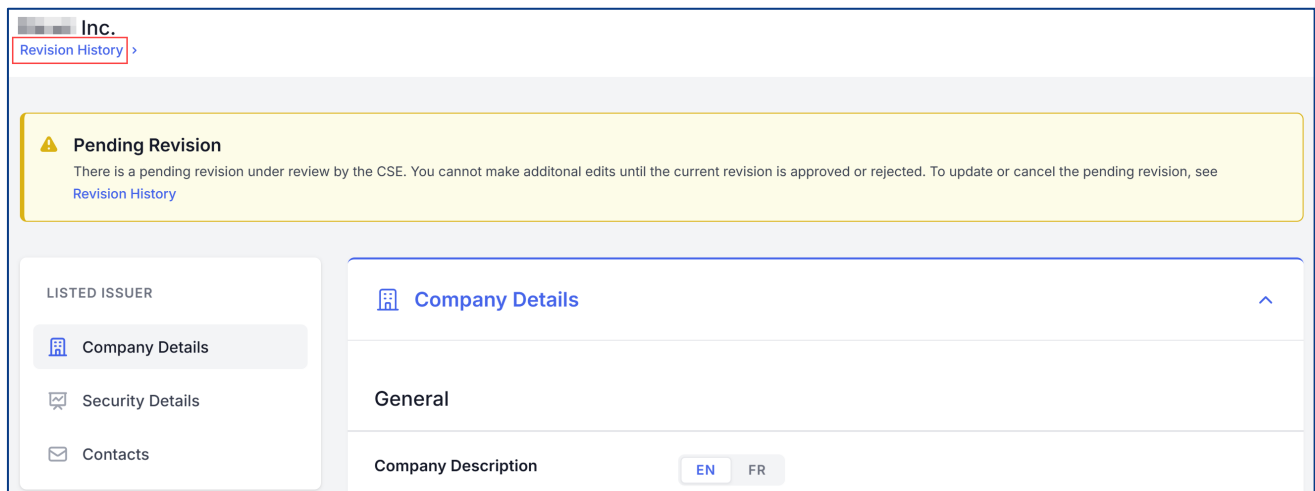 Inc.
Revision History >
Pending Revision
There is a pending revision under review by the CSE. You cannot make additonal edits until the current revision is approved or rejected. To update or cancel the pending revision, see
Revision History
LISTED ISSUER
Company Details
Security Details
Contacts
Company Details
General
Company Description EN FR